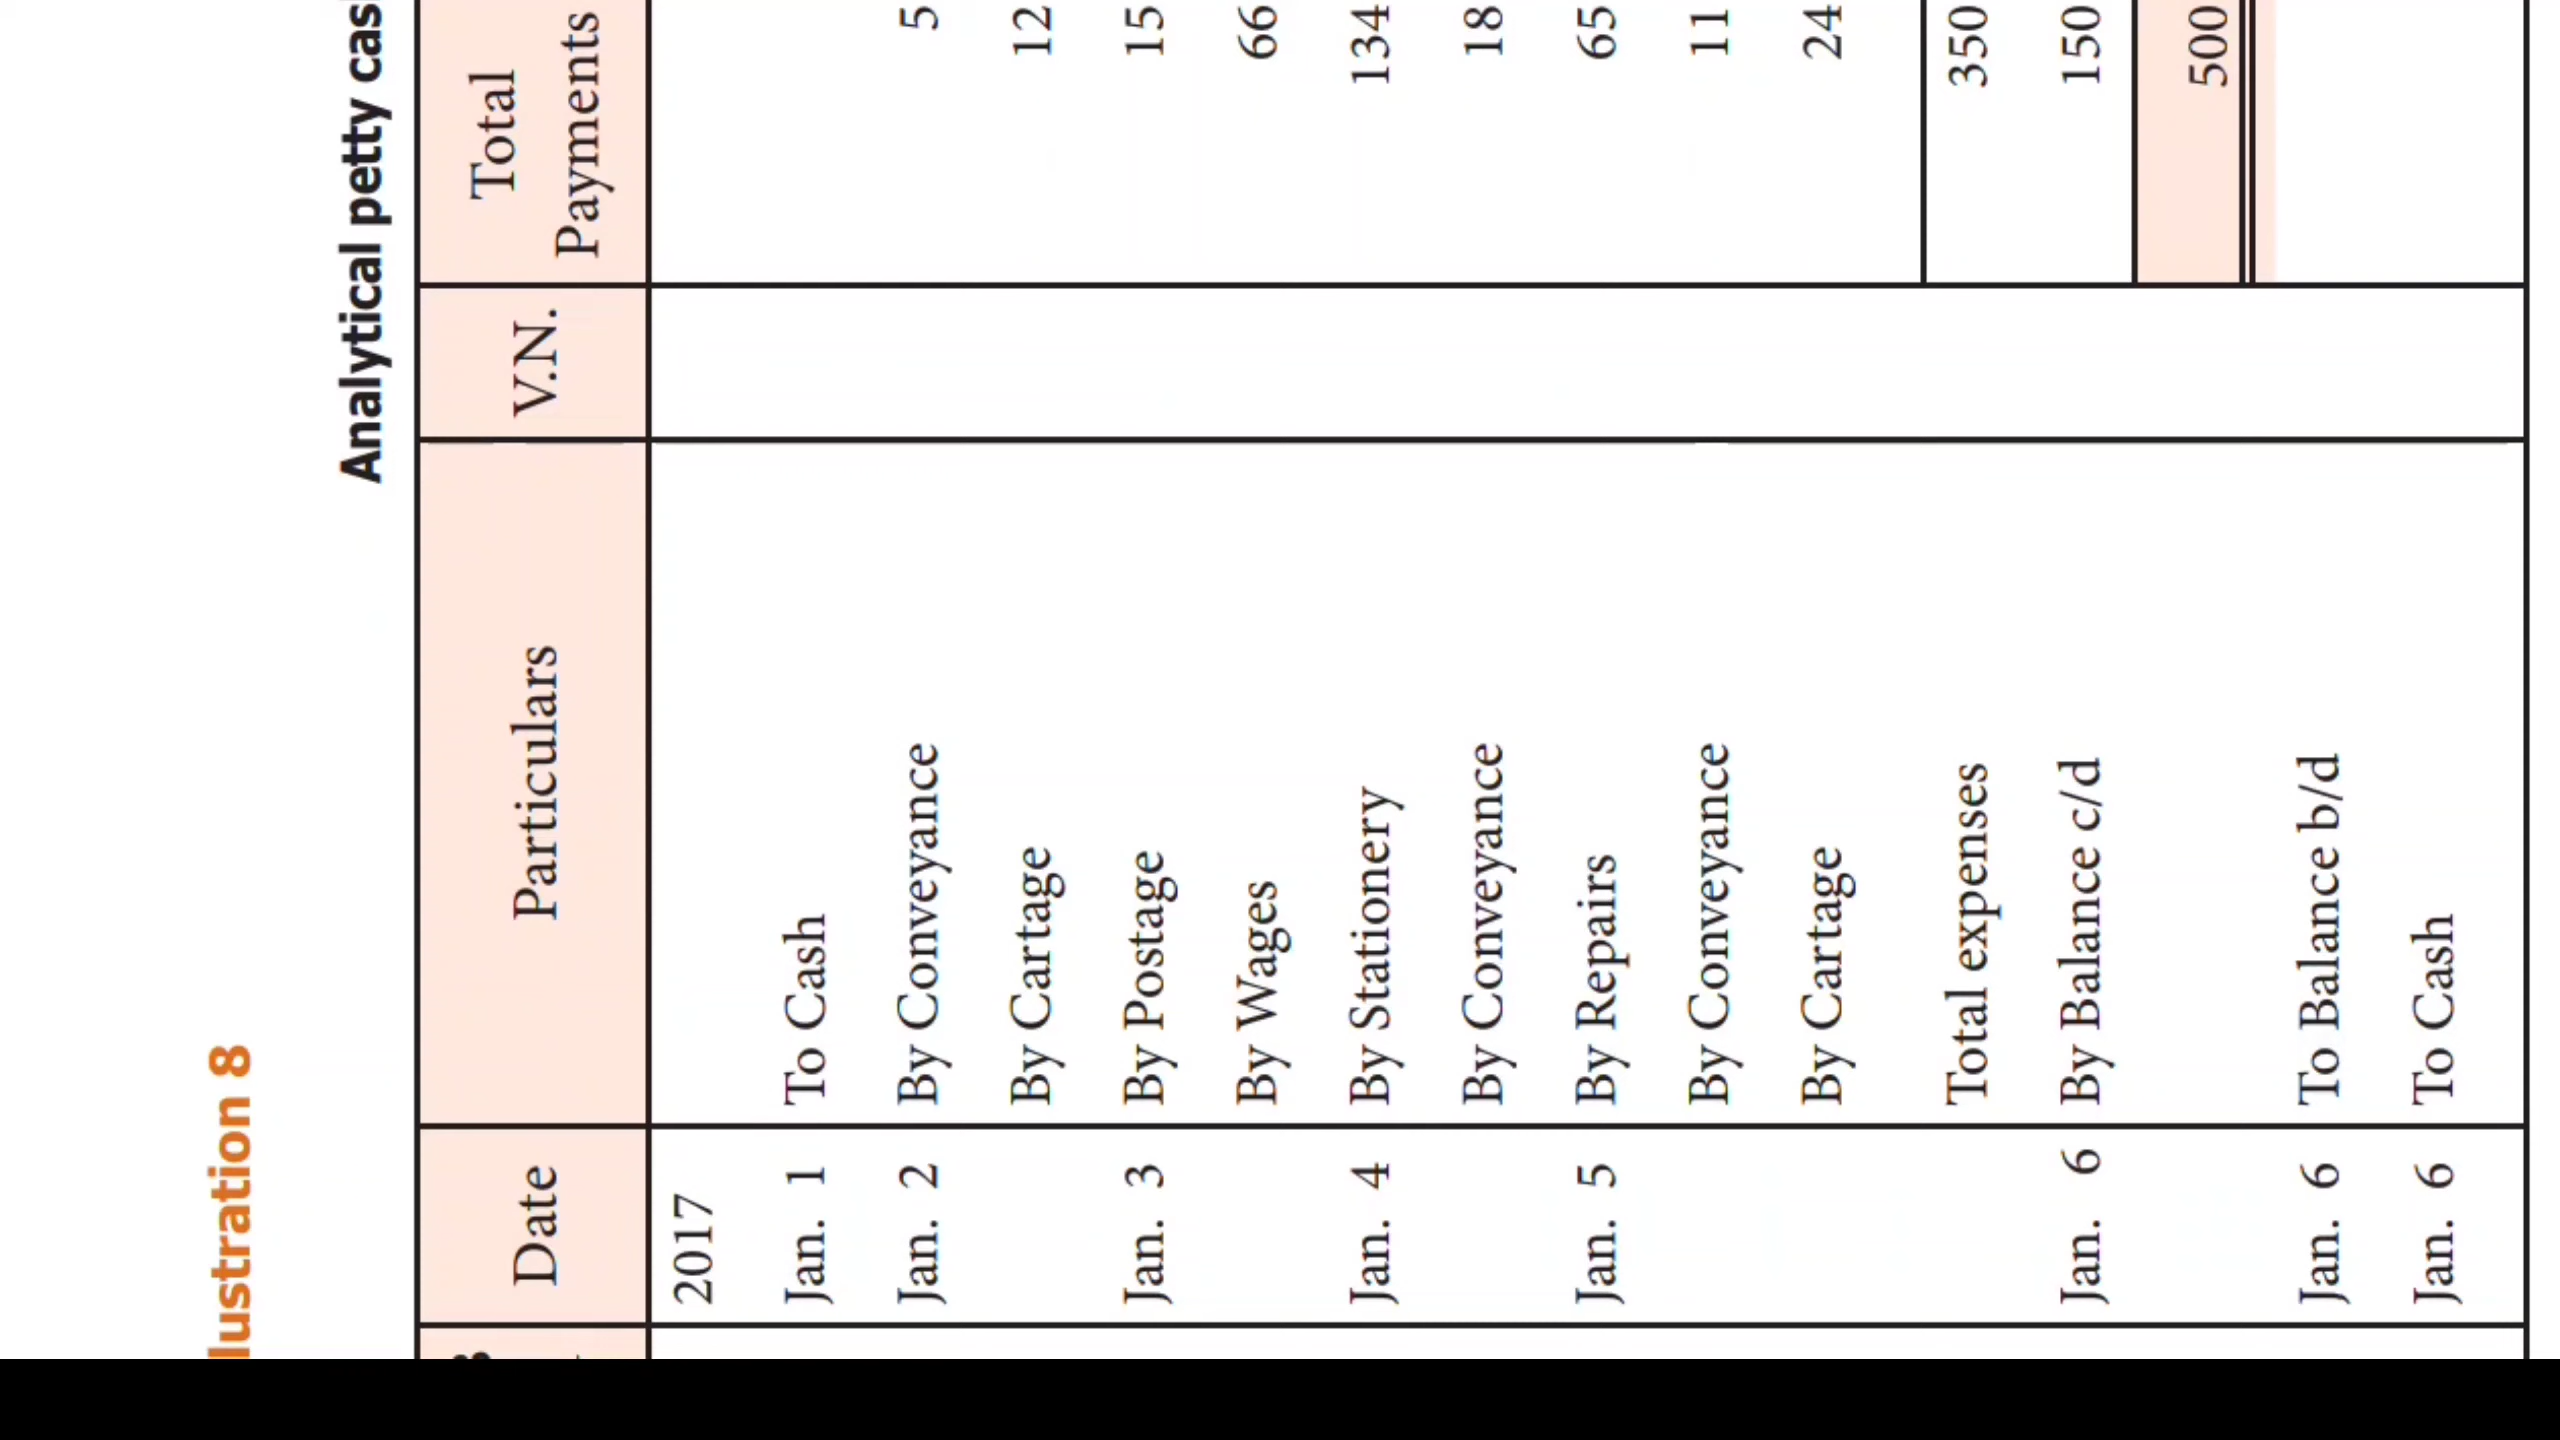 lustration 8
Analytical petty cas
Date Particulars V.N. Total Payments
2017
Jan. 1 To Cash
Jan. 2 By Conveyance 5
By Cartage 12
Jan. 3 By Postage 15
By Wages 66
Jan. 4 By Stationery 134
By Conveyance 18
Jan. 5 By Repairs 65
By Conveyance 11
By Cartage 24
Total expenses 350
Jan. 6 By Balance c/d 150
500
Jan. 6 To Balance b/d
Jan. 6 To Cash